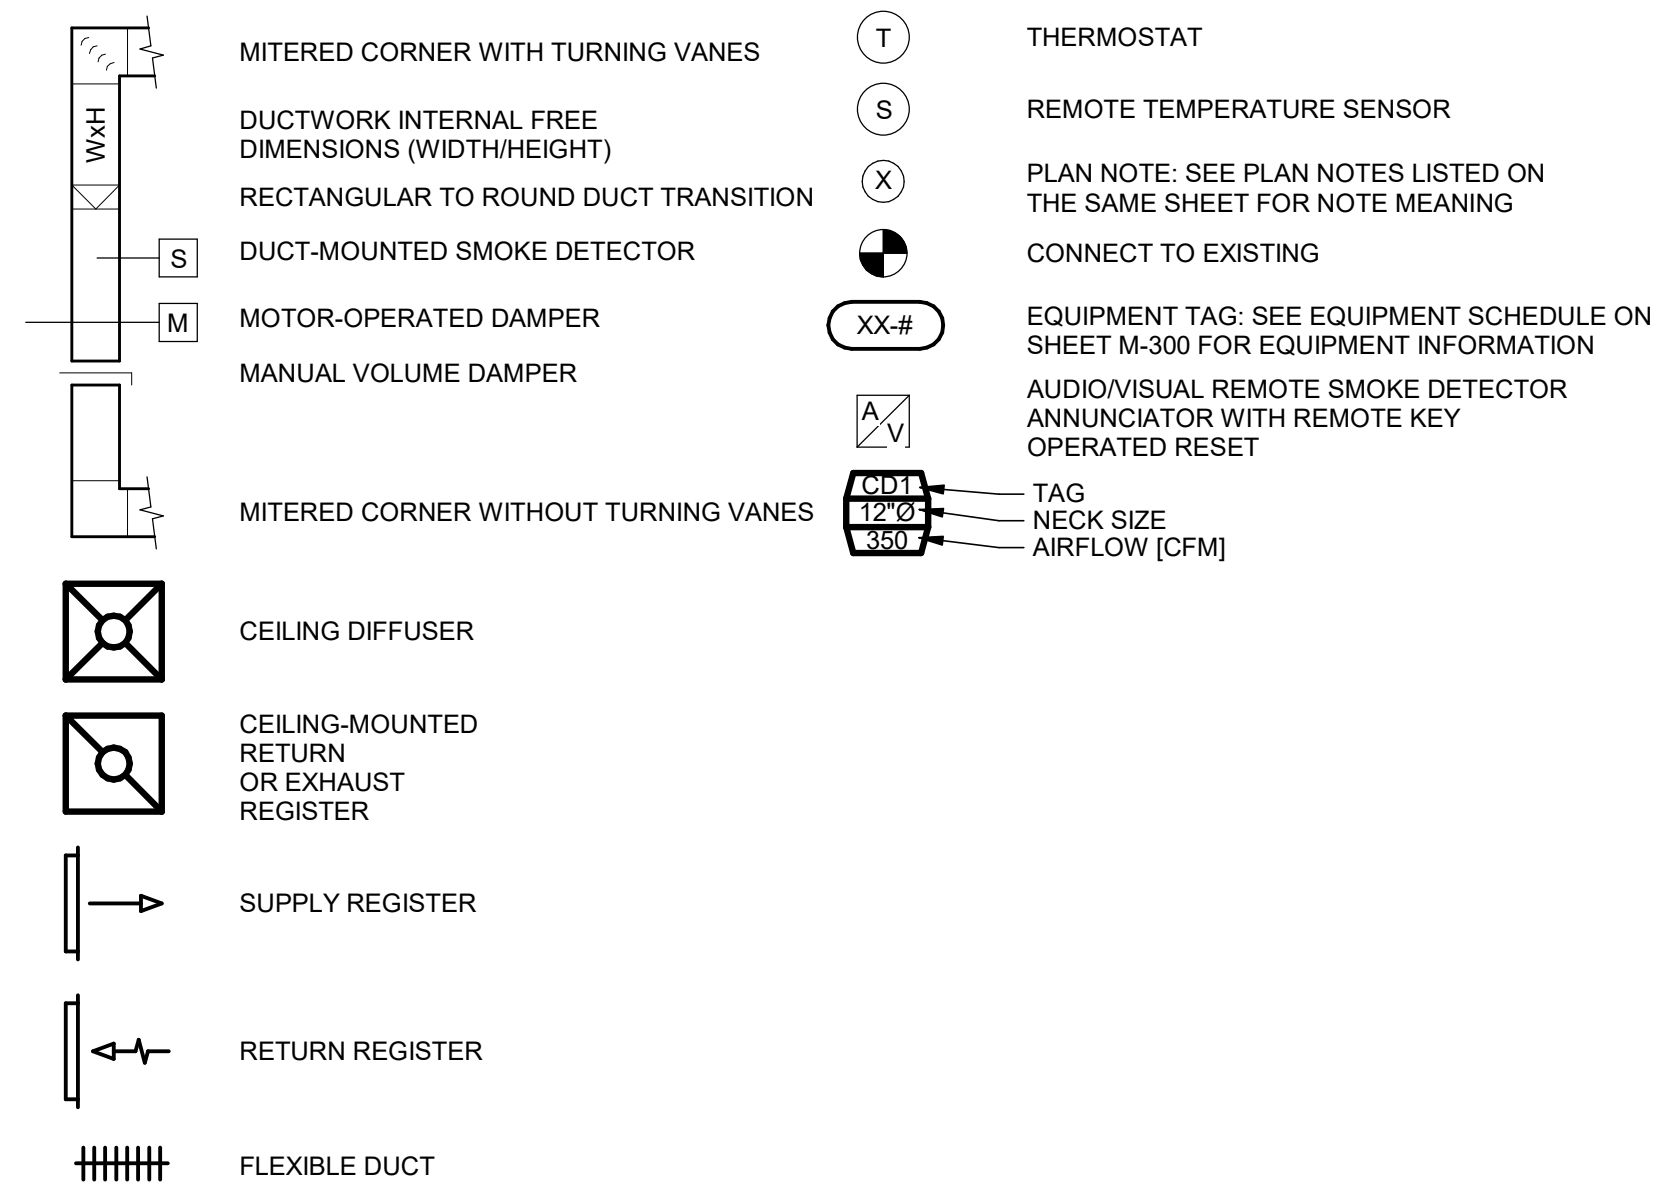 MITERED CORNER WITH TURNING VANES
WxH
DUCTWORK INTERNAL FREE
DIMENSIONS (WIDTH/HEIGHT)
RECTANGULAR TO ROUND DUCT TRANSITION
S
DUCT-MOUNTED SMOKE DETECTOR
M
MOTOR-OPERATED DAMPER
MANUAL VOLUME DAMPER
MITERED CORNER WITHOUT TURNING VANES
CEILING DIFFUSER
CEILING-MOUNTED
RETURN
OR EXHAUST
REGISTER
SUPPLY REGISTER
RETURN REGISTER
FLEXIBLE DUCT
T
THERMOSTAT
S
REMOTE TEMPERATURE SENSOR
X
PLAN NOTE: SEE PLAN NOTES LISTED ON
THE SAME SHEET FOR NOTE MEANING
CONNECT TO EXISTING
XX-#
EQUIPMENT TAG: SEE EQUIPMENT SCHEDULE ON
SHEET M-300 FOR EQUIPMENT INFORMATION
A
V
AUDIO/VISUAL REMOTE SMOKE DETECTOR
ANNUNCIATOR WITH REMOTE KEY
OPERATED RESET
CD1
TAG
12"Ø
NECK SIZE
350
AIRFLOW [CFM]